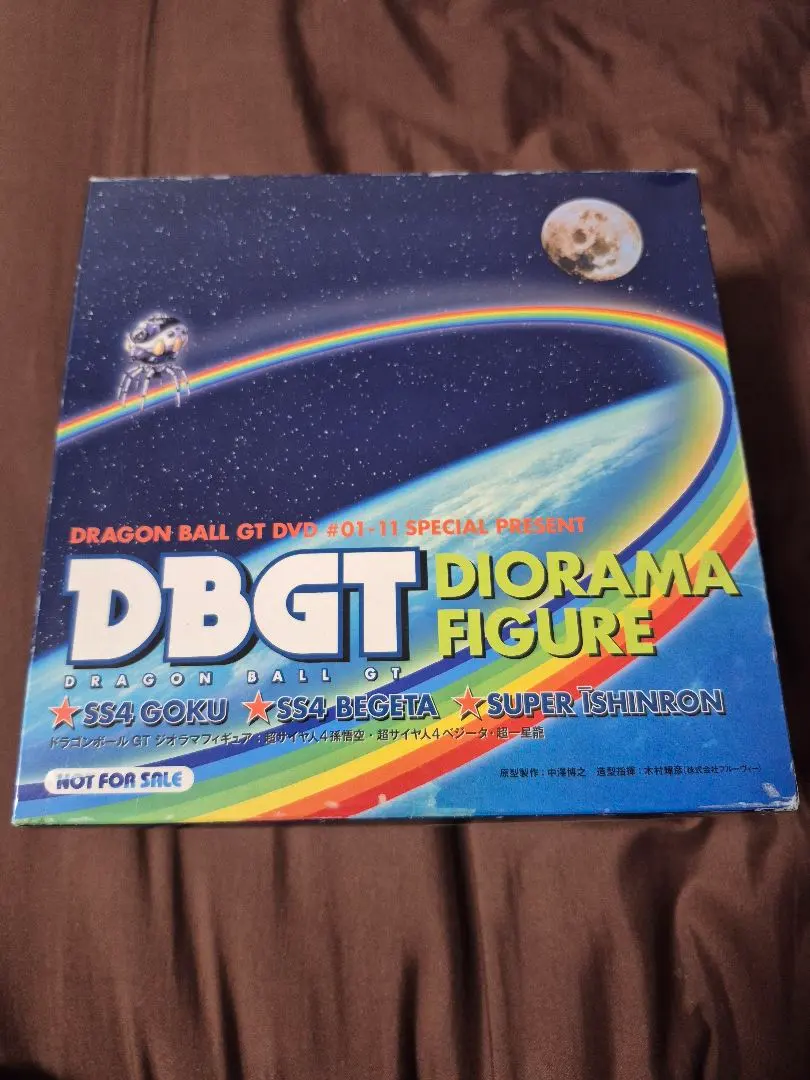 DRAGON BALL GT DVD #01-11 SPECIAL PRESENT
DBGT DIORAMA FIGURE
DRAGON BALL GT
★SS4 GOKU ★SS4 BEGETA ★SUPER ĪSHINRON
ドラゴンボール GT ジオラマフィギュア：超サイヤ人4孫悟空・超サイヤ人4ベジータ・超一星龍
NOT FOR SALE
原型製作：中澤博之 造型指揮：木村輝彦(株式会社ブルーヴィー)